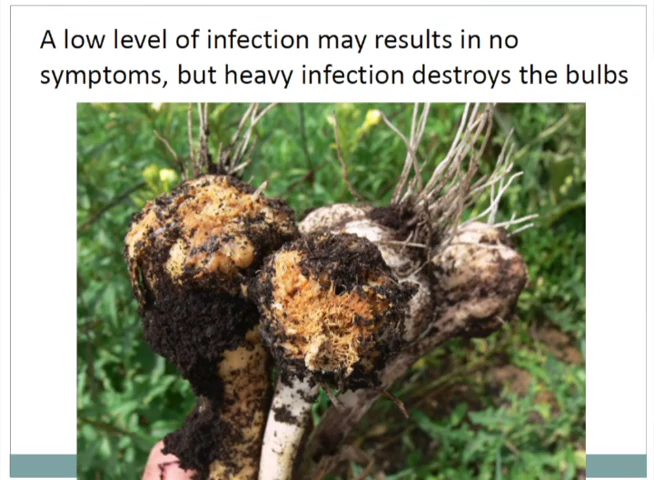 A low level of infection may results in no
symptoms, but heavy infection destroys the bulbs